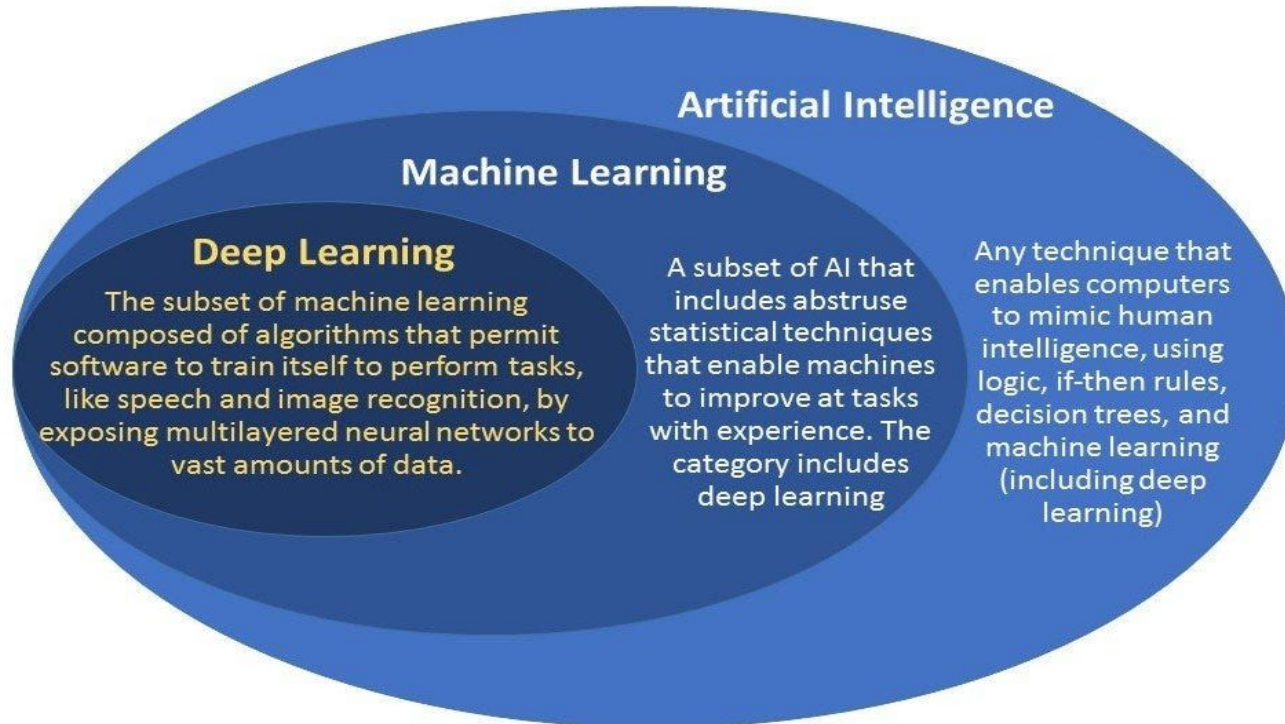 Artificial Intelligence
Machine Learning
Deep Learning
The subset of machine learning
composed of algorithms that permit
software to train itself to perform tasks,
like speech and image recognition, by
exposing multilayered neural networks to
vast amounts of data.
A subset of AI that
includes abstruse
statistical techniques
that enable machines
to improve at tasks
with experience. The
category includes
deep learning
Any technique that
enables computers
to mimic human
intelligence, using
logic, if-then rules,
decision trees, and
machine learning
(including deep
learning)